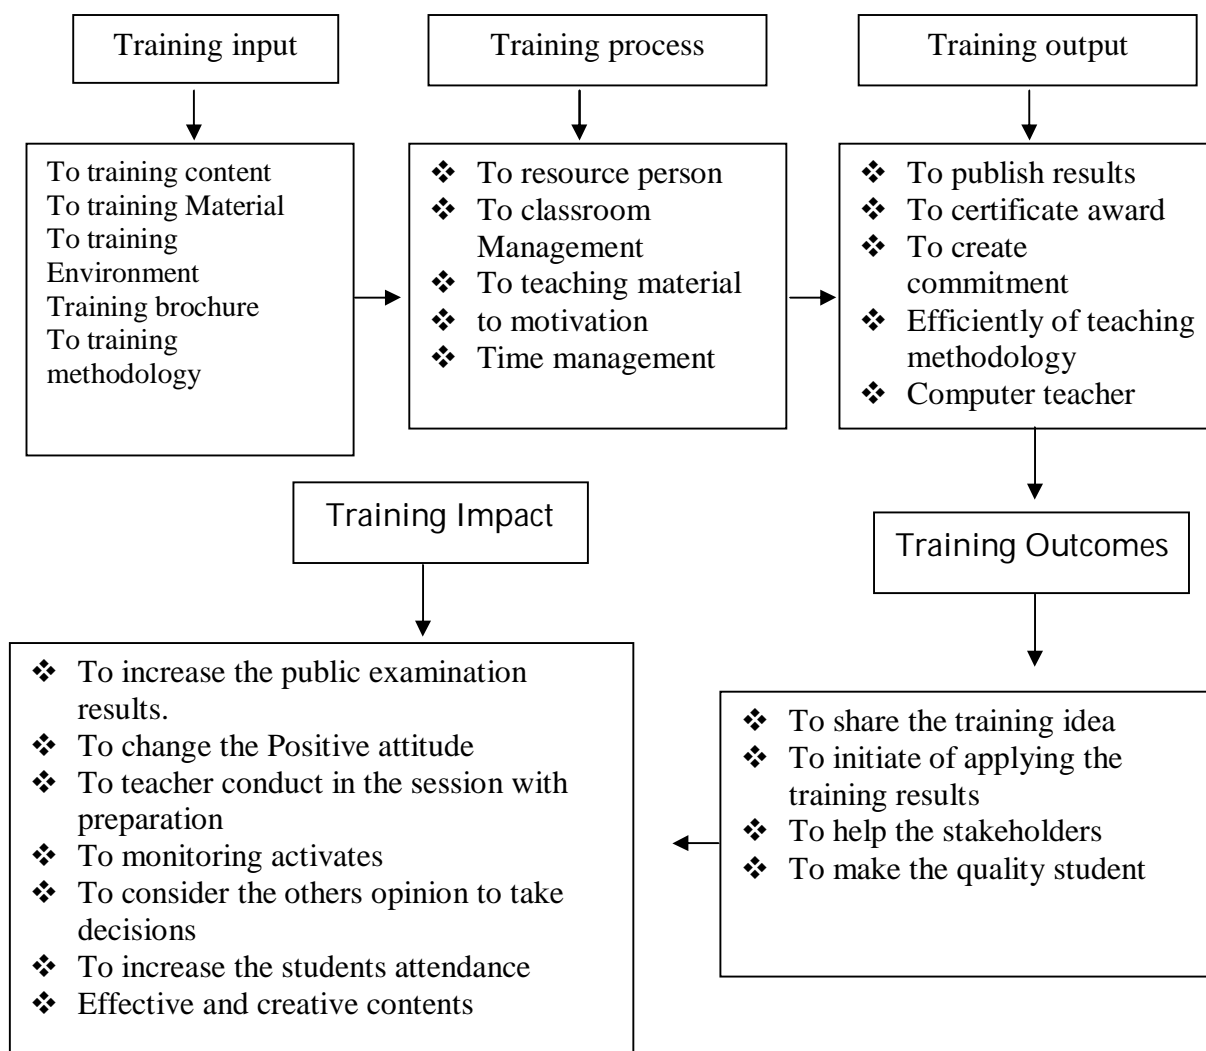 Training input
Training process
Training output
To training content
To training Material
To training
Environment
Training brochure
To training
methodology
❖ To resource person
❖ To classroom
Management
❖ To teaching material
❖ to motivation
❖ Time management
❖ To publish results
❖ To certificate award
❖ To create
commitment
❖ Efficiently of teaching
methodology
❖ Computer teacher
Training Impact
Training Outcomes
❖ To increase the public examination
results.
❖ To change the Positive attitude
❖ To teacher conduct in the session with
preparation
❖ To monitoring activates
❖ To consider the others opinion to take
decisions
❖ To increase the students attendance
❖ Effective and creative contents
❖ To share the training idea
❖ To initiate of applying the
training results
❖ To help the stakeholders
❖ To make the quality student